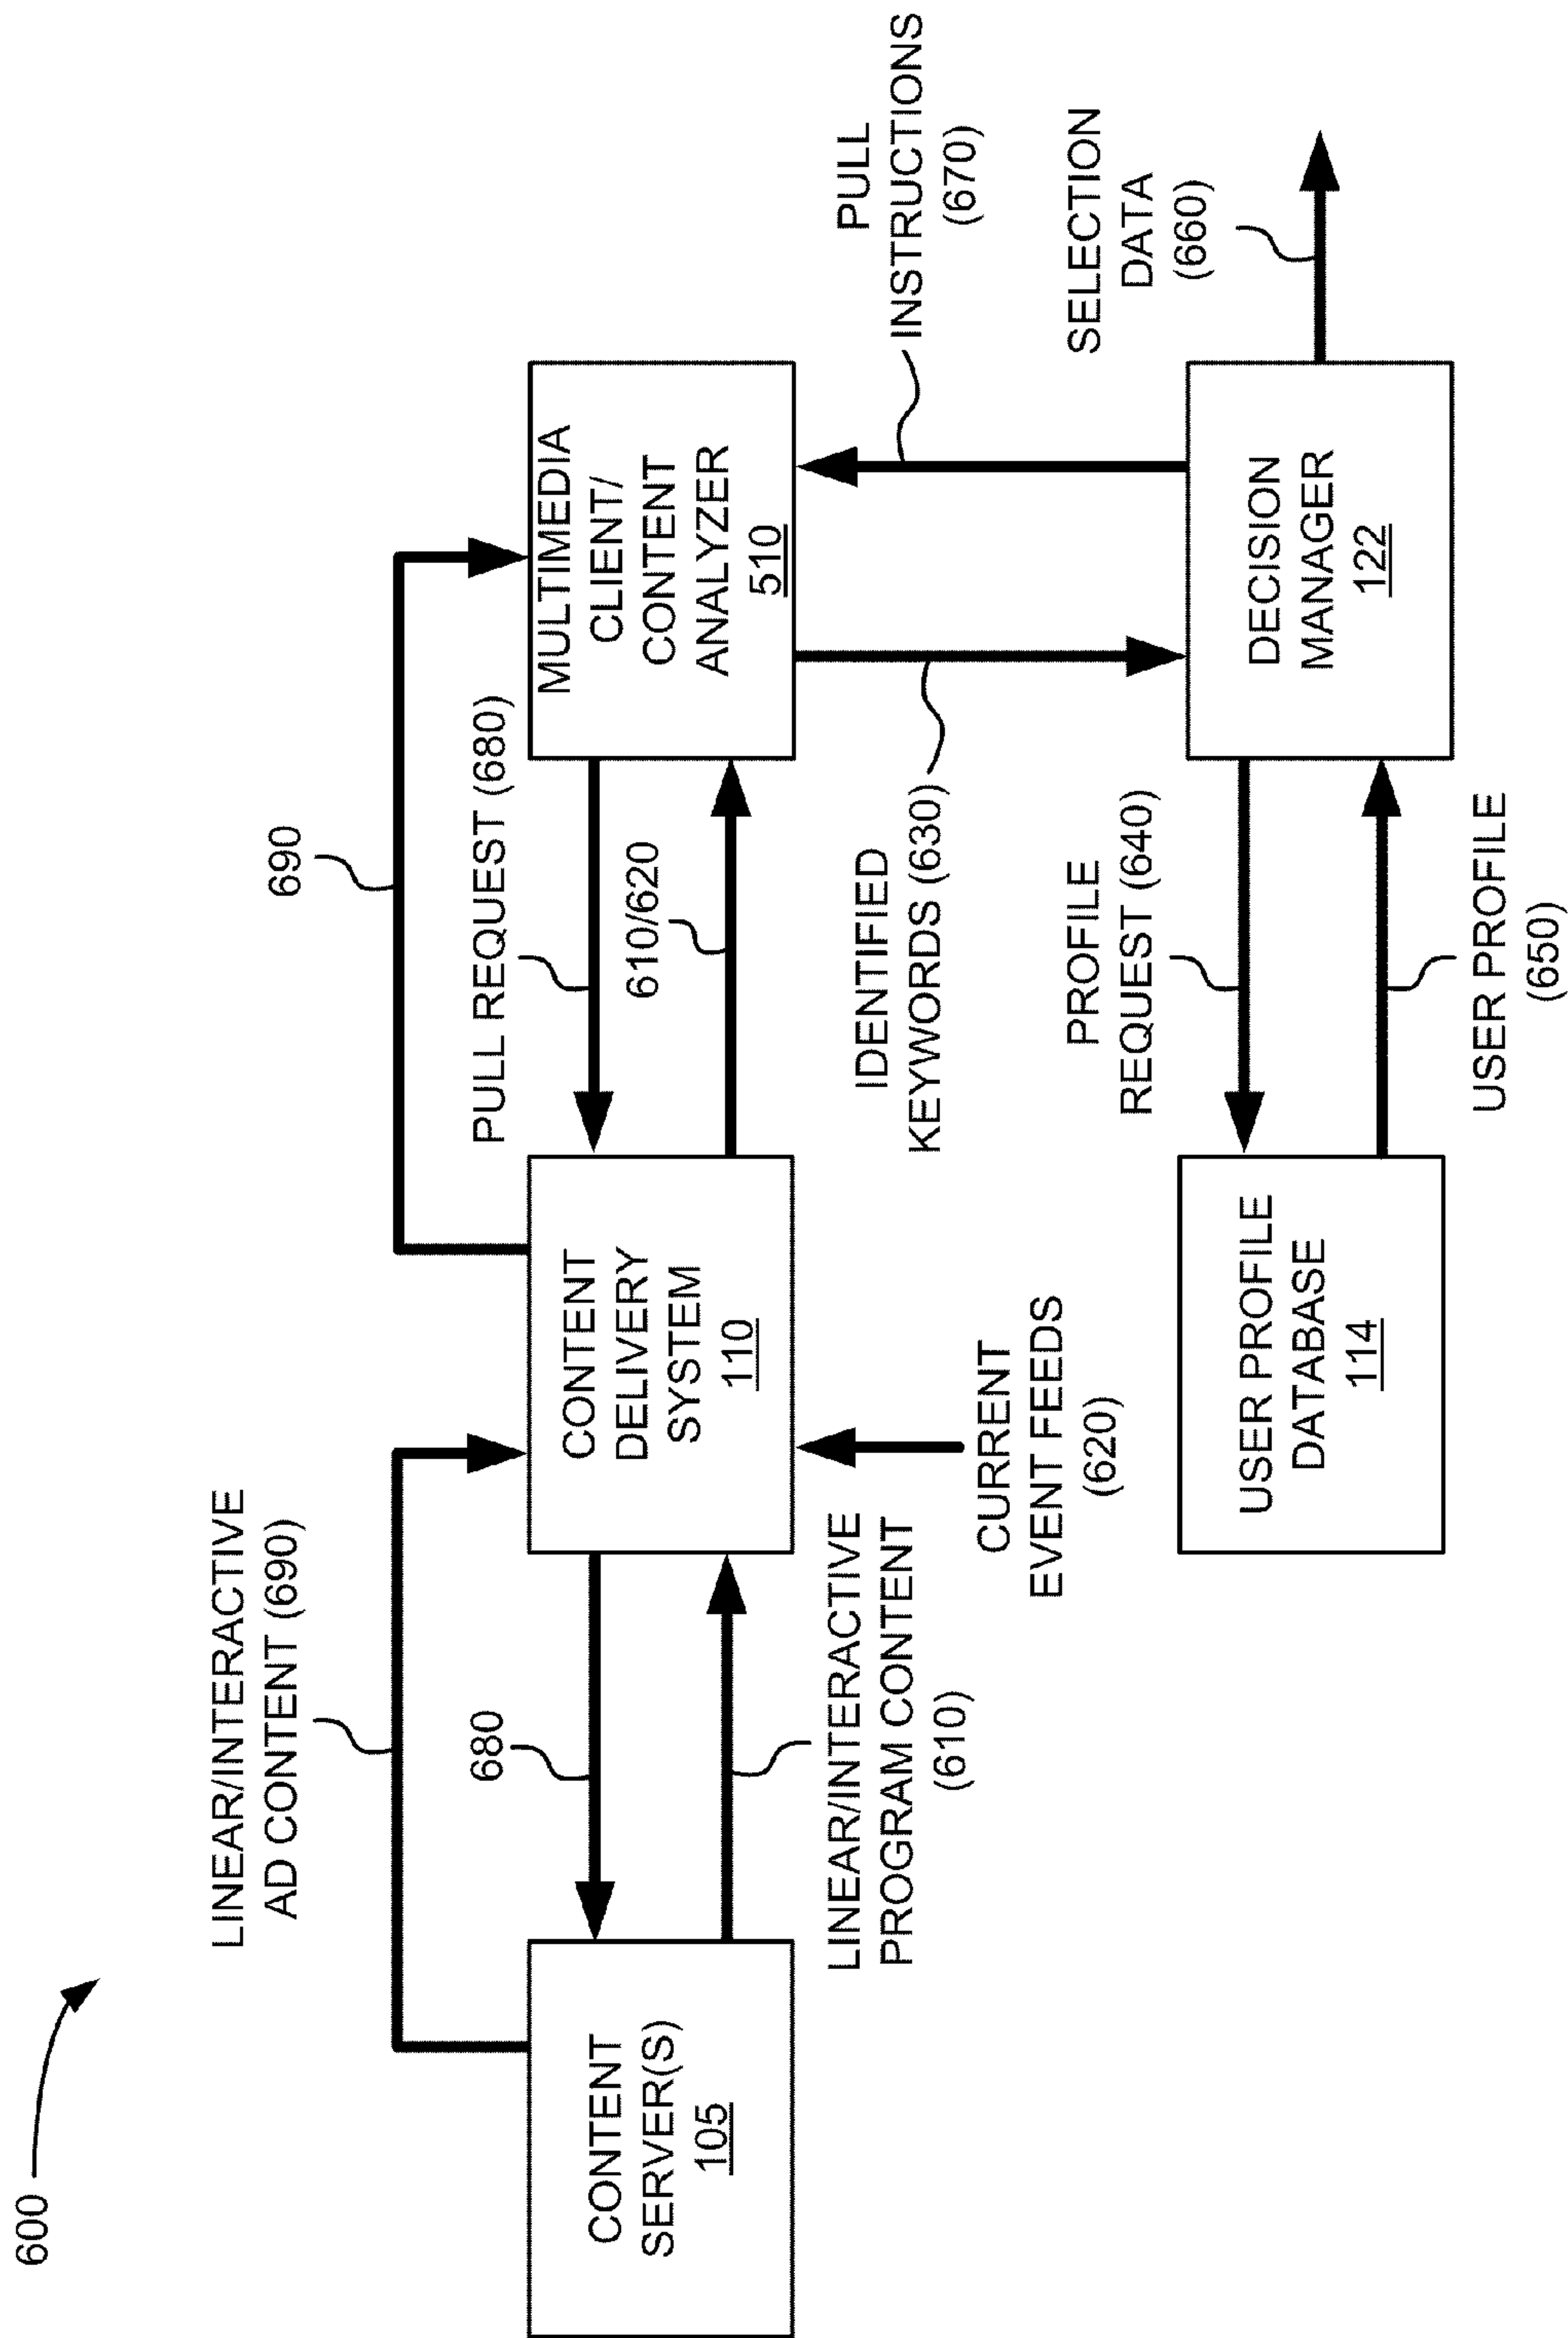 600
LINEAR/INTERACTIVE
AD CONTENT (690)
690
CONTENT
SERVER(S)
105
680
LINEAR/INTERACTIVE
PROGRAM CONTENT
(610)
CONTENT
DELIVERY
SYSTEM
110
CURRENT
EVENT FEEDS
(620)
PULL REQUEST (680)
610/620
MULTIMEDIA
CLIENT/
CONTENT
ANALYZER
510
IDENTIFIED
KEYWORDS (630)
PULL
INSTRUCTIONS
(670)
USER PROFILE
DATABASE
114
PROFILE
REQUEST (640)
USER PROFILE
(650)
DECISION
MANAGER
122
SELECTION
DATA
(660)